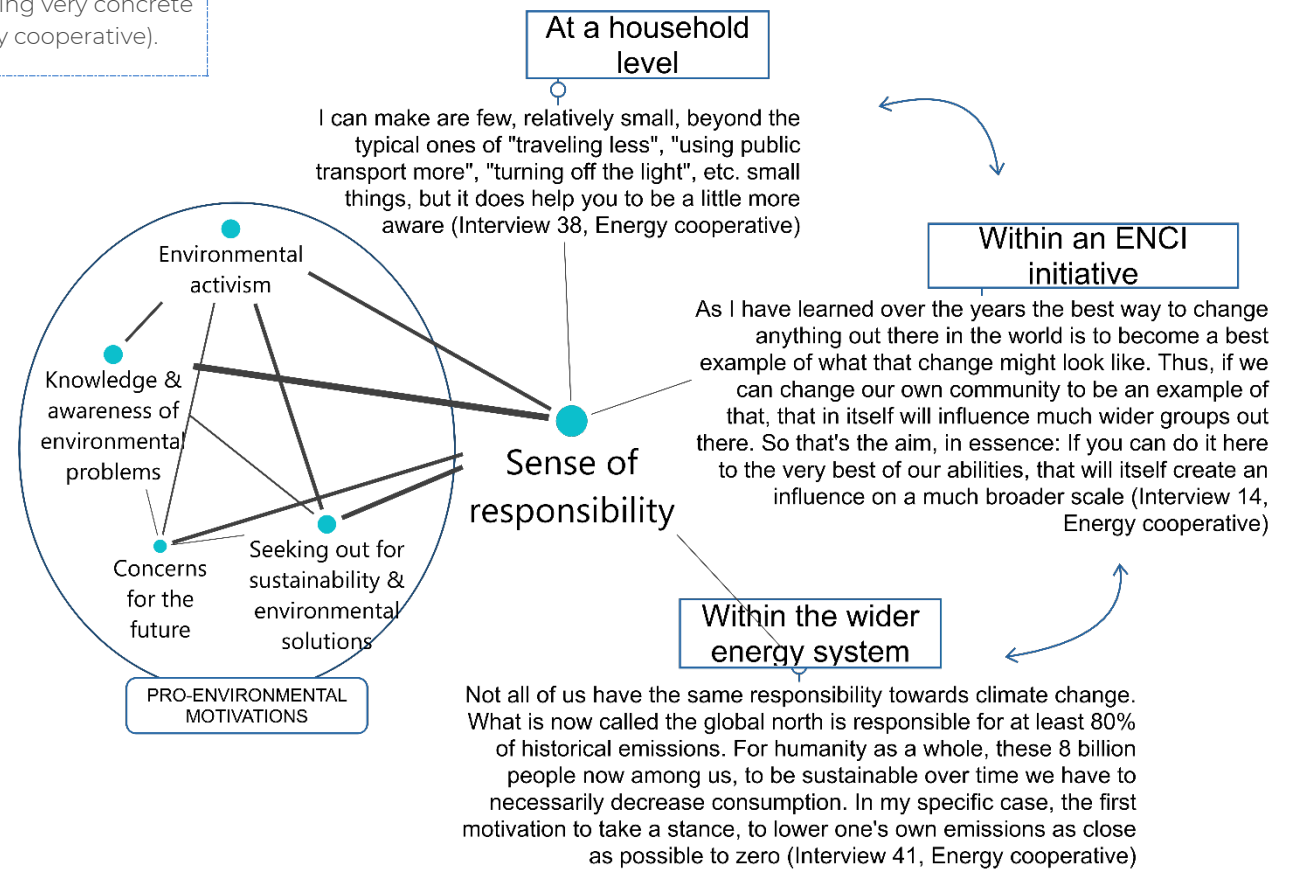 ing very concrete
y cooperative).
At a household
level
I can make are few, relatively small, beyond the
typical ones of "traveling less", "using public
transport more", "turning off the light", etc. small
things, but it does help you to be a little more
aware (Interview 38, Energy cooperative)
Environmental
activism
Knowledge &
awareness of
environmental
problems
Concerns
for the
future
Seeking out for
sustainability &
environmental
solutions
PRO-ENVIRONMENTAL
MOTIVATIONS
Sense of
responsibility
Within an ENCI
initiative
As I have learned over the years the best way to change
anything out there in the world is to become a best
example of what that change might look like. Thus, if we
can change our own community to be an example of
that, that in itself will influence much wider groups out
there. So that's the aim, in essence: If you can do it here
to the very best of our abilities, that will itself create an
influence on a much broader scale (Interview 14,
Energy cooperative)
Within the wider
energy system
Not all of us have the same responsibility towards climate change.
What is now called the global north is responsible for at least 80%
of historical emissions. For humanity as a whole, these 8 billion
people now among us, to be sustainable over time we have to
necessarily decrease consumption. In my specific case, the first
motivation to take a stance, to lower one's own emissions as close
as possible to zero (Interview 41, Energy cooperative)